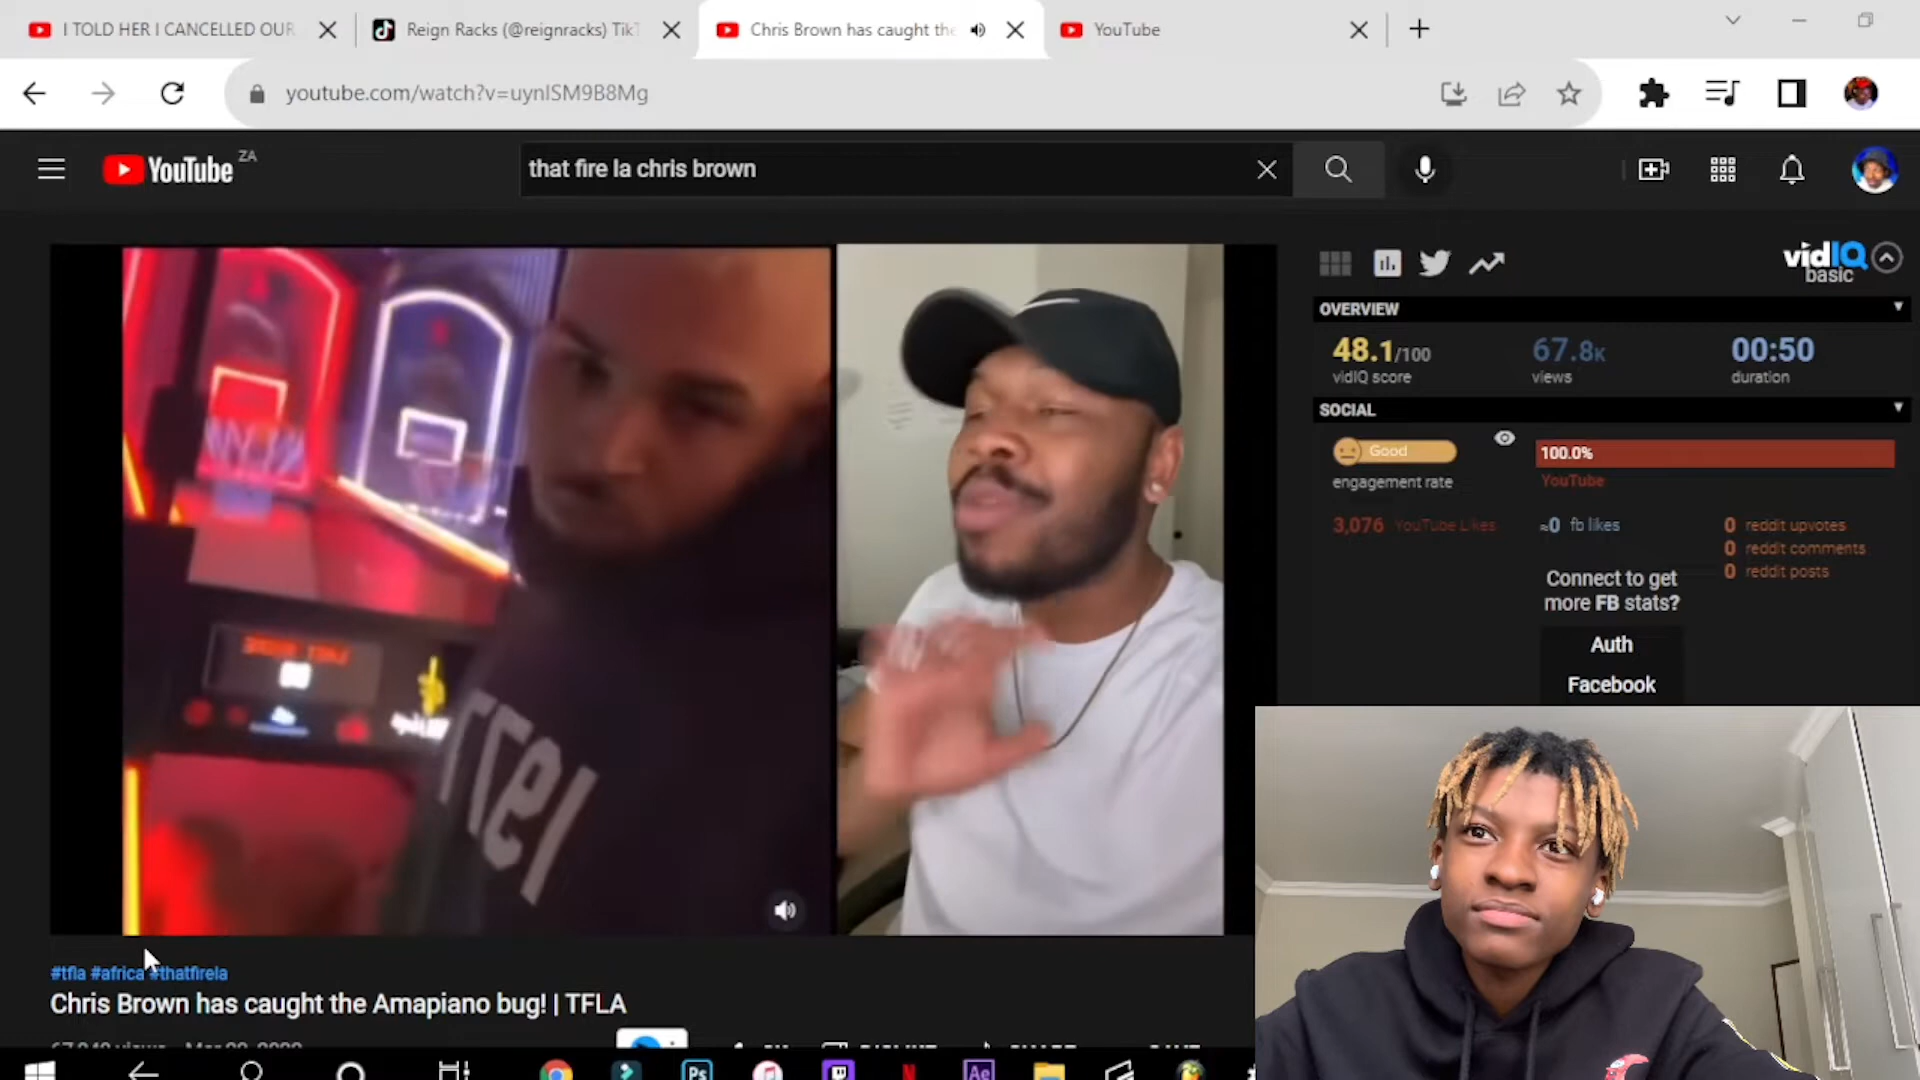 I TOLD HER I CANCELLED OUR
Reign Racks (@reignracks) TikT
Chris Brown has caught the
YouTube
youtube.com/watch?v=uynlSM9B8Mg
YouTube ZA
that fire la chris brown
vidIQ
basic
OVERVIEW
48.1/100
67.8K
00:50
vidIQ score
views
duration
SOCIAL
Good
100.0%
engagement rate
YouTube
3,076 YouTube Likes
≈0 fb likes
0 reddit upvotes
0 reddit comments
0 reddit posts
Connect to get
more FB stats?
Auth
Facebook
#tfla #africa #thatfirela
Chris Brown has caught the Amapiano bug! | TFLA
Ps
Ae